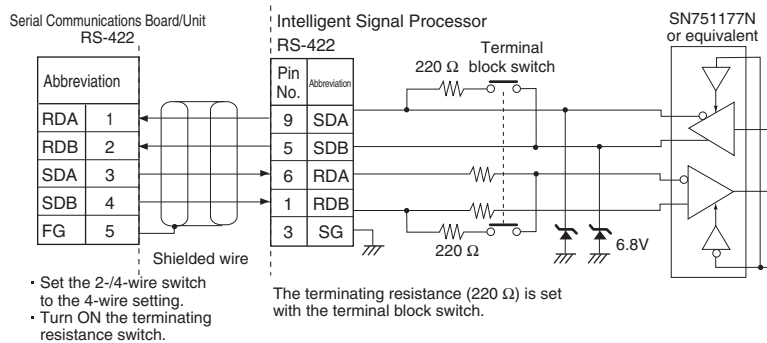 Serial Communications Board/Unit
RS-422
Intelligent Signal Processor
RS-422
SN751177N
or equivalent
Terminal
block switch
220 Ω
Abbreviation
RDA 1
RDB 2
SDA 3
SDB 4
FG 5
Pin No. Abbreviation
9 SDA
5 SDB
6 RDA
1 RDB
3 SG
220 Ω
6.8V
Shielded wire
· Set the 2-/4-wire switch
to the 4-wire setting.
· Turn ON the terminating
resistance switch.
The terminating resistance (220 Ω) is set
with the terminal block switch.